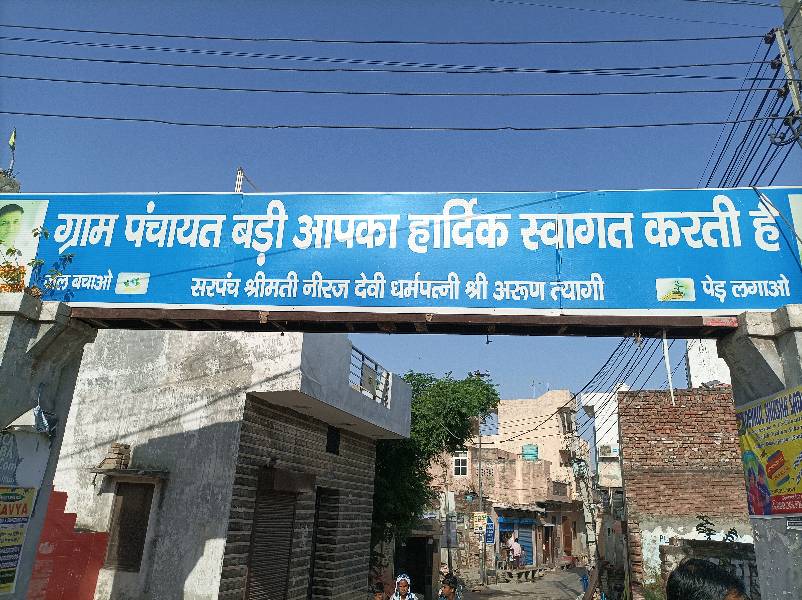 ग्राम पंचायत बड़ी आपका हार्दिक स्वागत करती है
जल बचाओ
सरपंच श्रीमती नीरज देवी धर्मपत्नी श्री अरूण त्यागी
पेड़ लगाओ